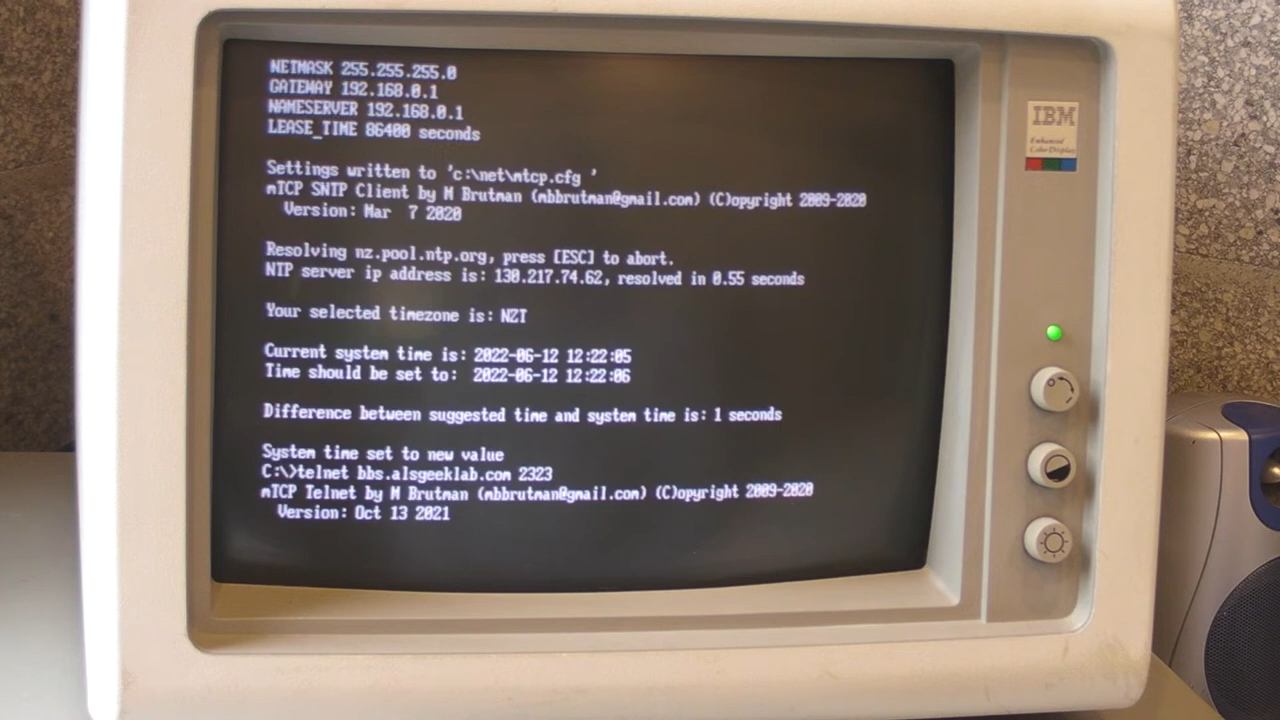 NETMASK 255.255.255.0
GATEWAY 192.168.0.1
NAMESERVER 192.168.0.1
LEASE_TIME 86400 seconds
Settings written to 'c:\net\mtcp.cfg '
mTCP SNTP Client by M Brutman (mbbrutman@gmail.com) (C)opyright 2009-2020
Version: Mar  7 2020
Resolving nz.pool.ntp.org, press [ESC] to abort.
NTP server ip address is: 130.217.74.62, resolved in 0.55 seconds
Your selected timezone is: NZT
Current system time is: 2022-06-12 12:22:05
Time should be set to:  2022-06-12 12:22:06
Difference between suggested time and system time is: 1 seconds
System time set to new value
C:\>telnet bbs.alsgeeklab.com 2323
mTCP Telnet by M Brutman (mbbrutman@gmail.com) (C)opyright 2009-2020
Version: Oct 13 2021
IBM
Enhanced
ColorDisplay